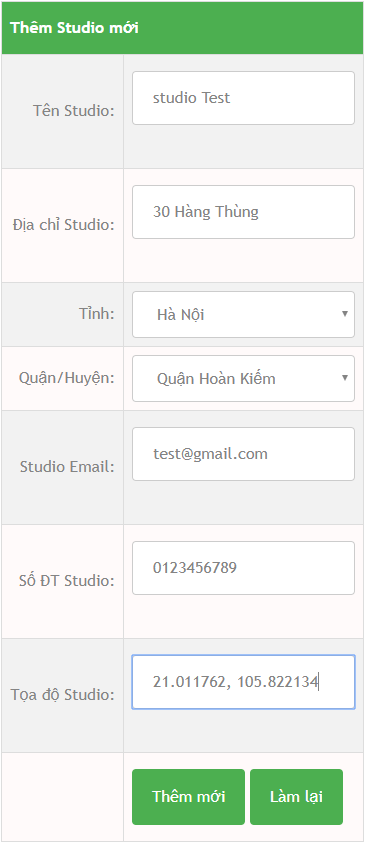 Thêm Studio mới
Tên Studio: studio Test
Địa chỉ Studio: 30 Hàng Thùng
Tỉnh: Hà Nội
Quận/Huyện: Quận Hoàn Kiếm
Studio Email: test@gmail.com
Số ĐT Studio: 0123456789
Tọa độ Studio: 21.011762, 105.822134
Thêm mới Làm lại